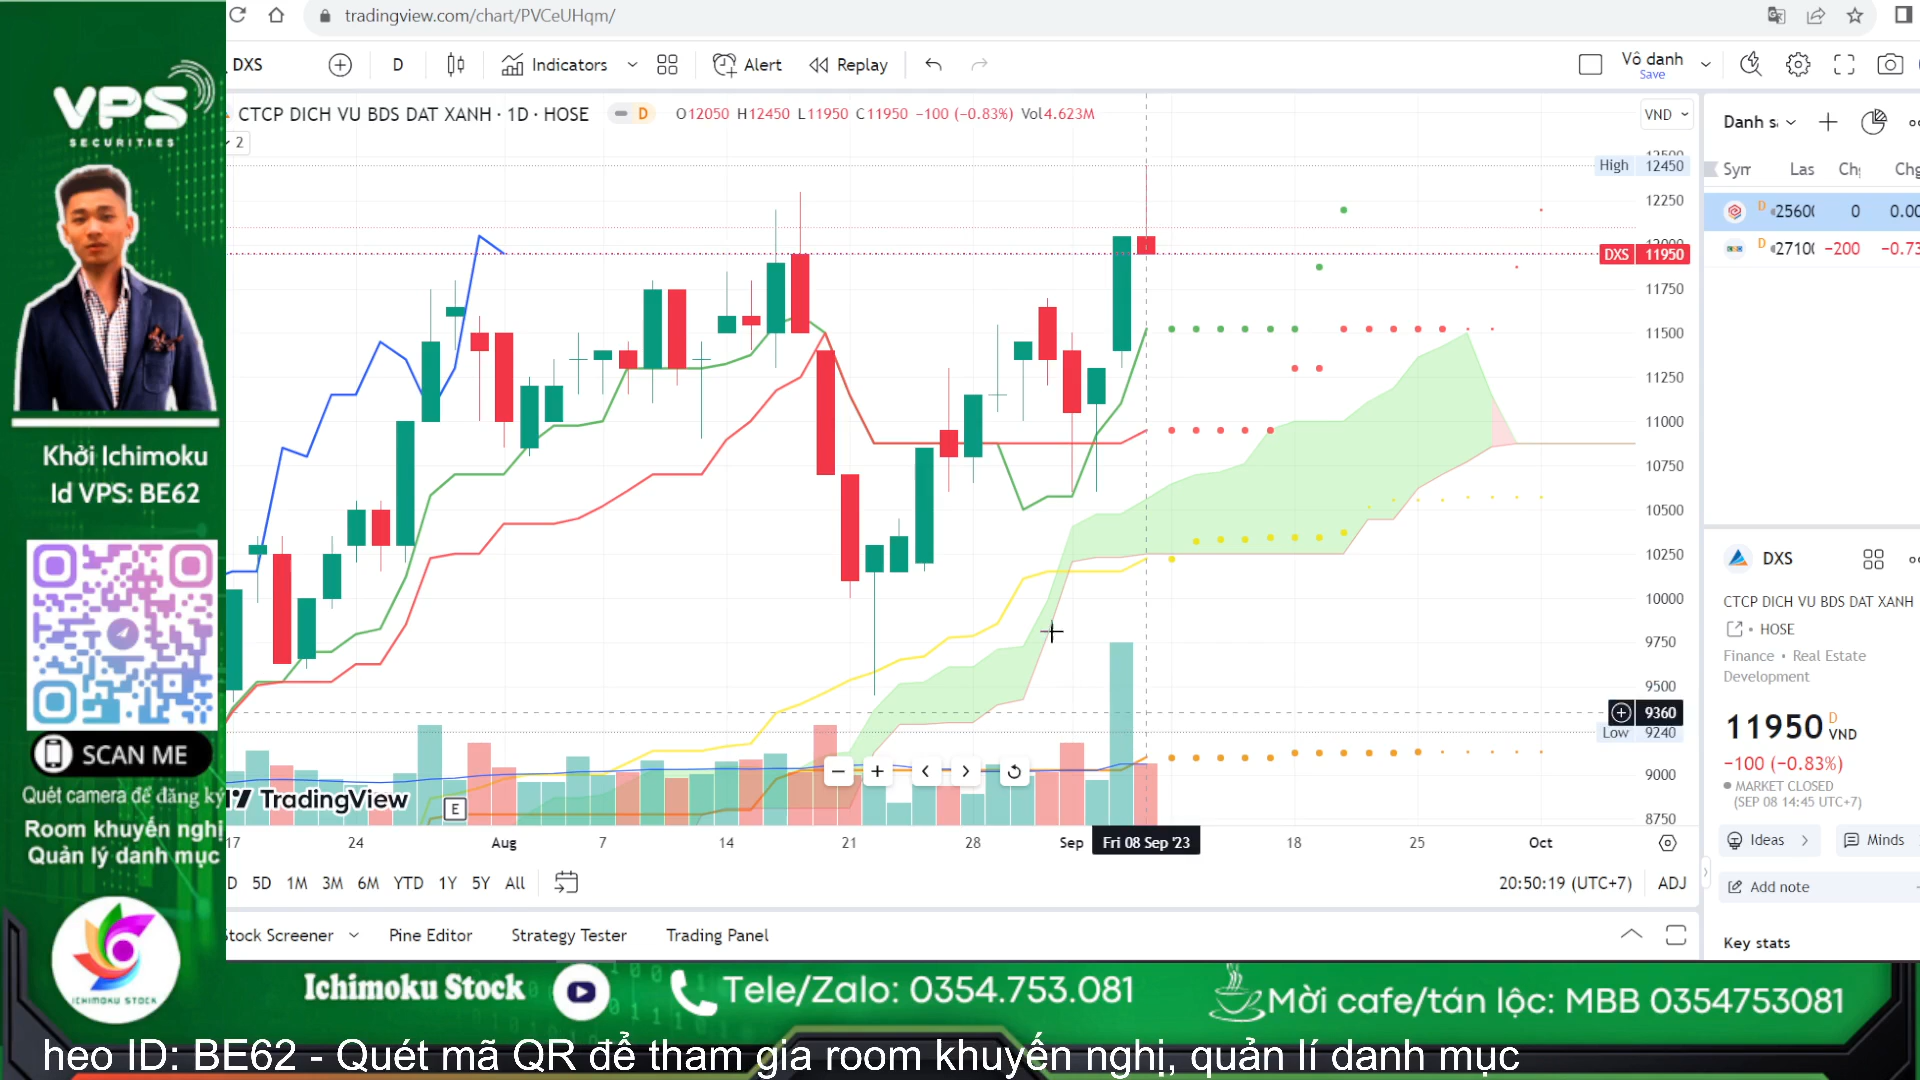 tradingview.com/chart/PVCeUHqm/
DXS
D
Indicators
Alert
Replay
Vô danh
Save
VPS
SECURITIES
Khởi Ichimoku
Id VPS: BE62
SCAN ME
Quét camera để đăng ký
Room khuyến nghị
Quản lý danh mục
ICHIMOKU STOCK
CTCP DICH VU BDS DAT XANH · 1D · HOSE
D
O12050 H12450 L11950 C11950 −100 (−0.83%) Vol4.623M
2
VND
High 12450
12250
DXS 11950
11750
11500
11250
11000
10750
10500
10250
10000
9750
9500
9360
Low 9240
9000
8750
TradingView
E
17 24 Aug 7 14 21 28 Sep Fri 08 Sep '23 18 25 Oct
D 5D 1M 3M 6M YTD 1Y 5Y All
20:50:19 (UTC+7) ADJ
Stock Screener Pine Editor Strategy Tester Trading Panel
Danh s
Sym Las Chg Chg
D 25600 0 0.00
D 27100 −200 −0.73
DXS
CTCP DICH VU BDS DAT XANH
• HOSE
Finance • Real Estate
Development
11950 D VND
−100 (−0.83%)
MARKET CLOSED
(SEP 08 14:45 UTC+7)
Ideas Minds
Add note
Key stats
Ichimoku Stock
Tele/Zalo: 0354.753.081
Mời cafe/tán lộc: MBB 0354753081
heo ID: BE62 - Quét mã QR để tham gia room khuyến nghị, quản lí danh mục